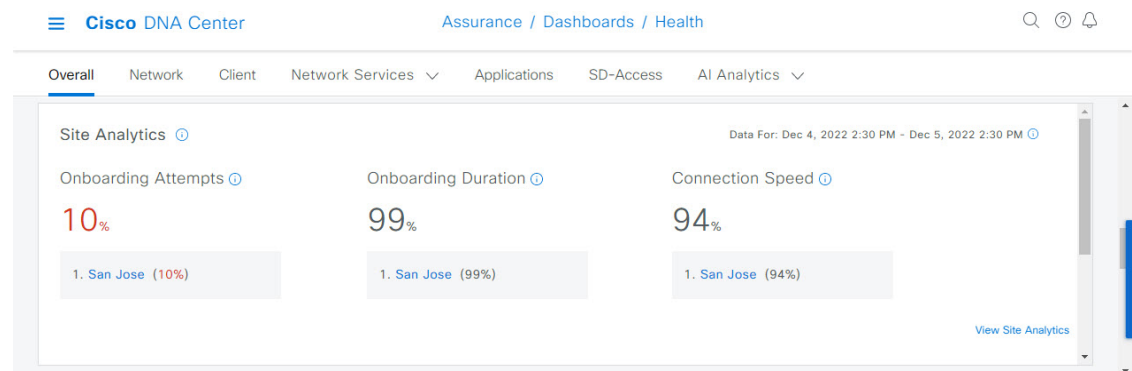 Cisco DNA Center
Assurance / Dashboards / Health
Overall Network Client Network Services Applications SD-Access AI Analytics
Site Analytics
Data For: Dec 4, 2022 2:30 PM - Dec 5, 2022 2:30 PM
Onboarding Attempts
Onboarding Duration
Connection Speed
10%
99%
94%
1. San Jose (10%)
1. San Jose (99%)
1. San Jose (94%)
View Site Analytics